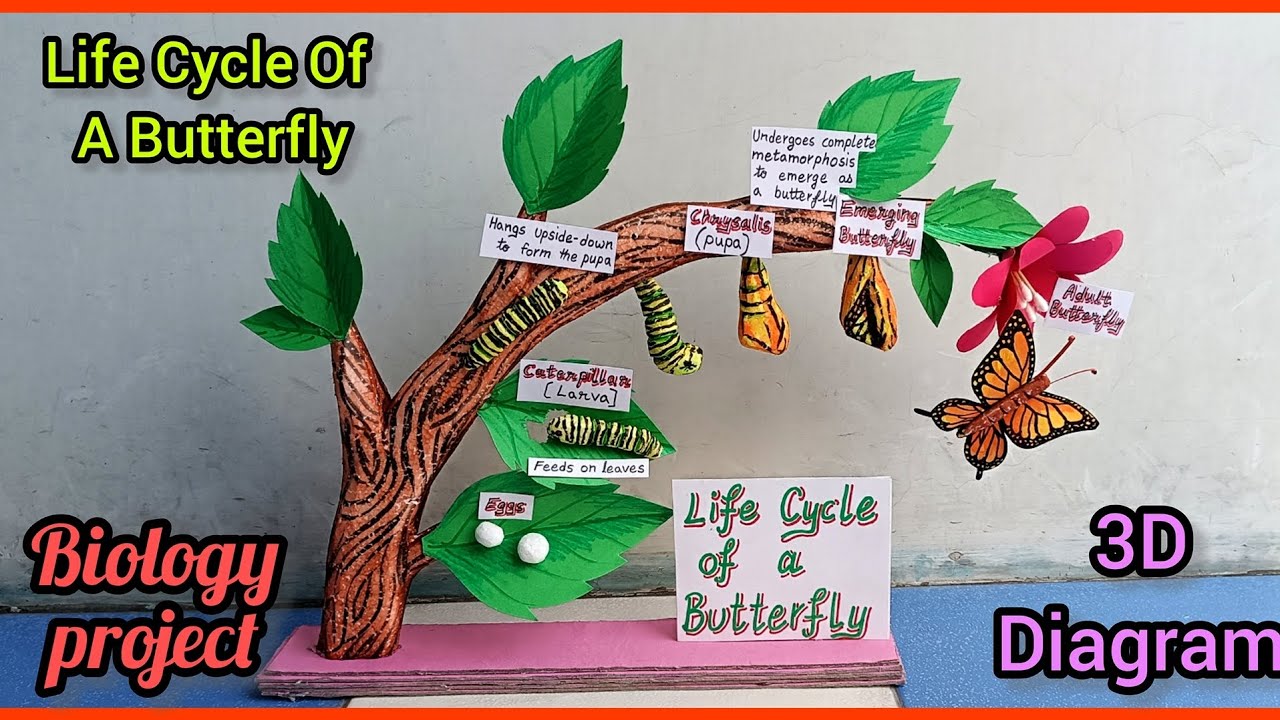 Life Cycle Of
A Butterfly
Undergoes complete
metamorphosis
to emerge as
a butterfly
Hangs upside-down
to form the pupa
Chrysalis
(pupa)
Emerging
Butterfly
Adult
Butterfly
Caterpillar
[Larva]
Feeds on leaves
Eggs
Life Cycle
of a
Butterfly
Biology
project
3D
Diagram